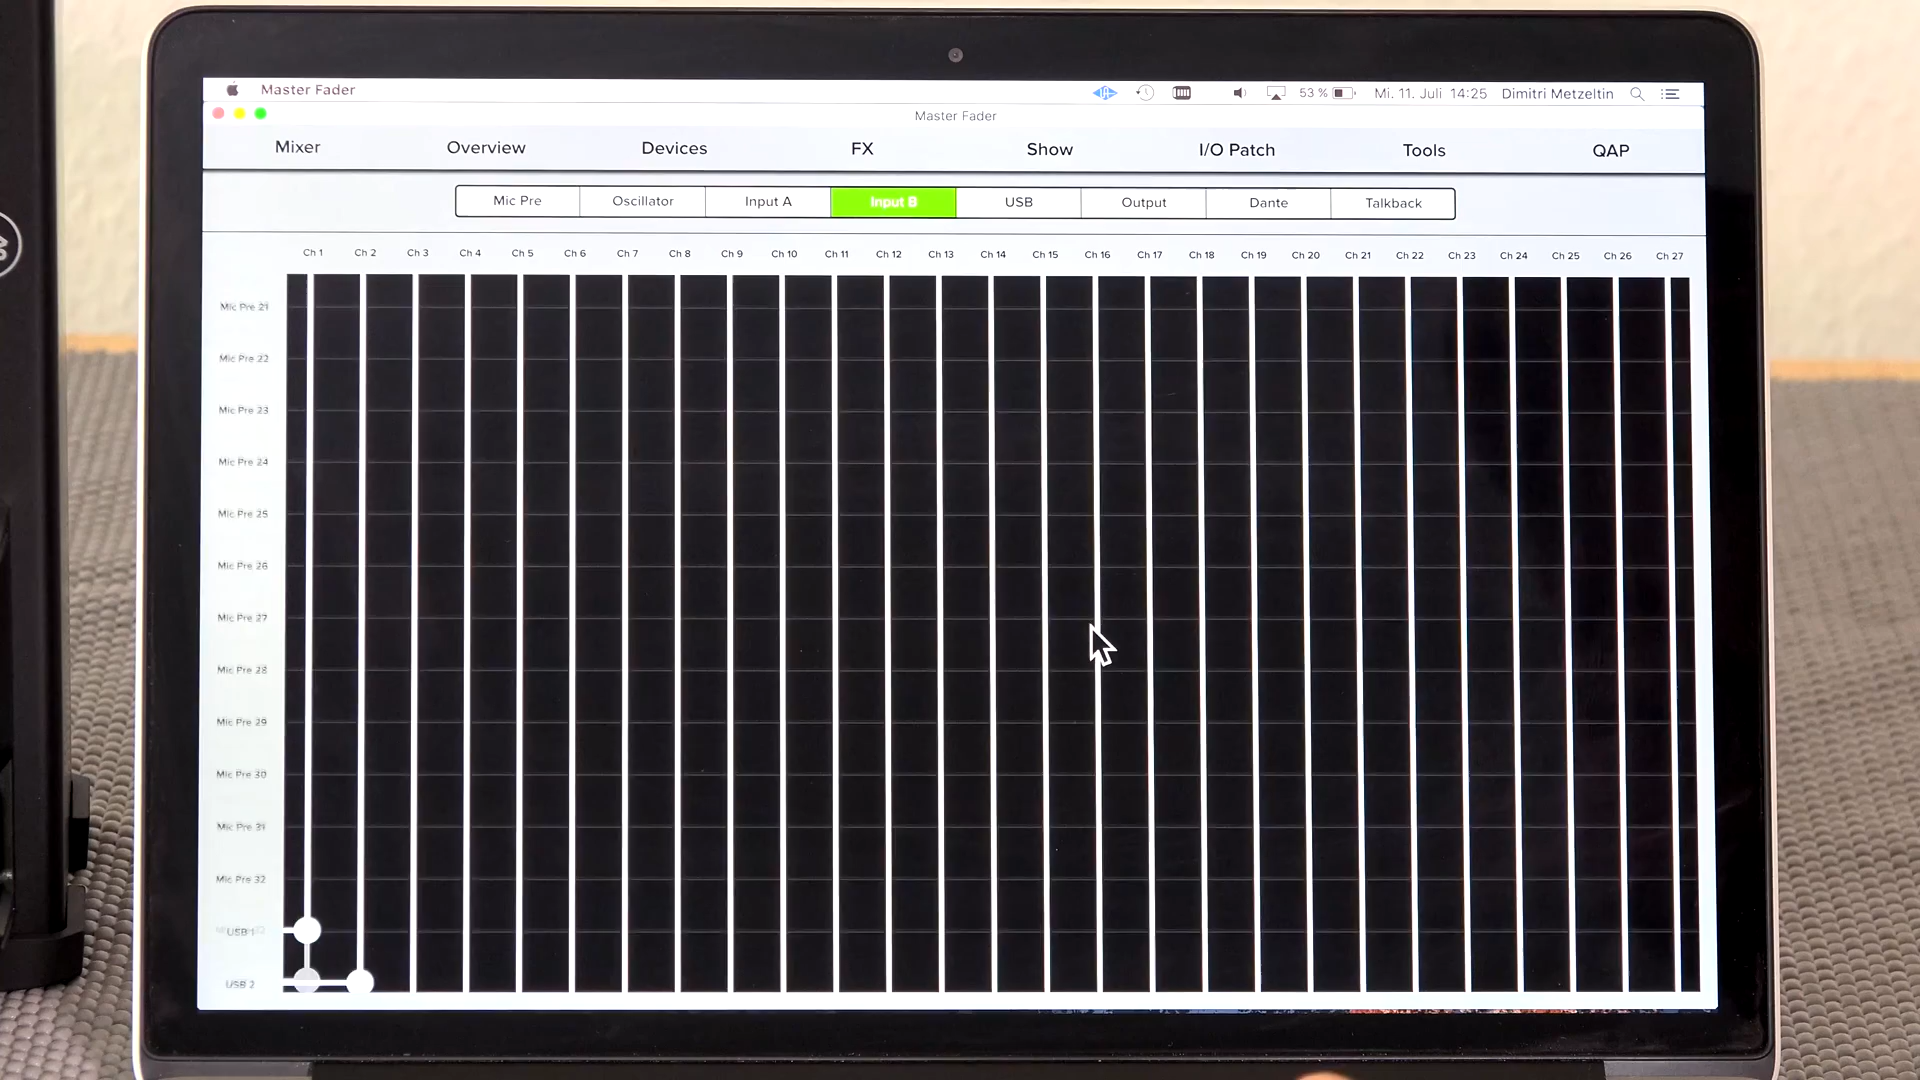 Master Fader
53 %
Mi. 11. Juli 14:25
Dimitri Metzeltin
Master Fader
Mixer Overview Devices FX Show I/O Patch Tools QAP
Mic Pre Oscillator Input A Input B USB Output Dante Talkback
Ch 1 Ch 2 Ch 3 Ch 4 Ch 5 Ch 6 Ch 7 Ch 8 Ch 9 Ch 10 Ch 11 Ch 12 Ch 13 Ch 14 Ch 15 Ch 16 Ch 17 Ch 18 Ch 19 Ch 20 Ch 21 Ch 22 Ch 23 Ch 24 Ch 25 Ch 26 Ch 27
Mic Pre 21
Mic Pre 22
Mic Pre 23
Mic Pre 24
Mic Pre 25
Mic Pre 26
Mic Pre 27
Mic Pre 28
Mic Pre 29
Mic Pre 30
Mic Pre 31
Mic Pre 32
USB 1
USB 2